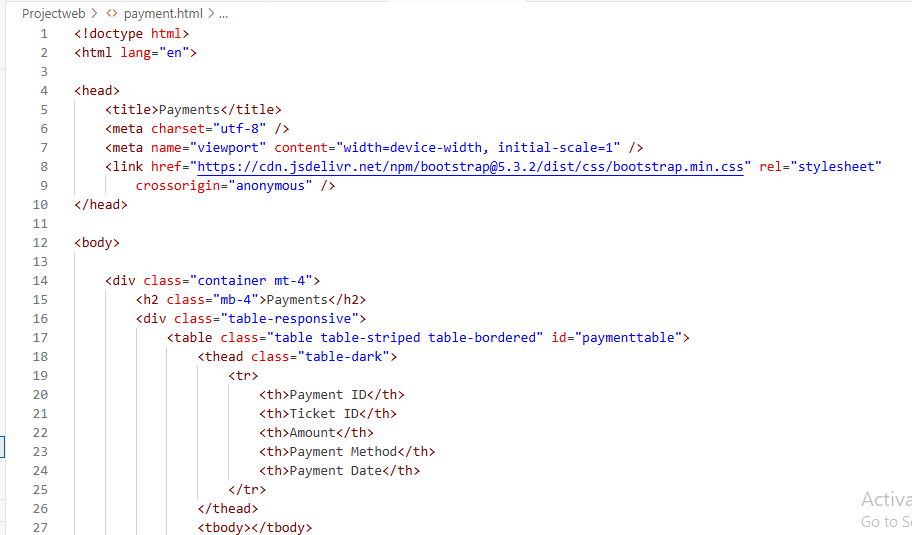 Projectweb > <> payment.html > ...
1 <!doctype html>
2 <html lang="en">
3
4 <head>
5 <title>Payments</title>
6 <meta charset="utf-8" />
7 <meta name="viewport" content="width=device-width, initial-scale=1" />
8 <link href="https://cdn.jsdelivr.net/npm/bootstrap@5.3.2/dist/css/bootstrap.min.css" rel="stylesheet"
9 crossorigin="anonymous" />
10 </head>
11
12 <body>
13
14 <div class="container mt-4">
15 <h2 class="mb-4">Payments</h2>
16 <div class="table-responsive">
17 <table class="table table-striped table-bordered" id="paymenttable">
18 <thead class="table-dark">
19 <tr>
20 <th>Payment ID</th>
21 <th>Ticket ID</th>
22 <th>Amount</th>
23 <th>Payment Method</th>
24 <th>Payment Date</th>
25 </tr>
26 </thead>
27 <tbody></tbody>
Activa
Go to S